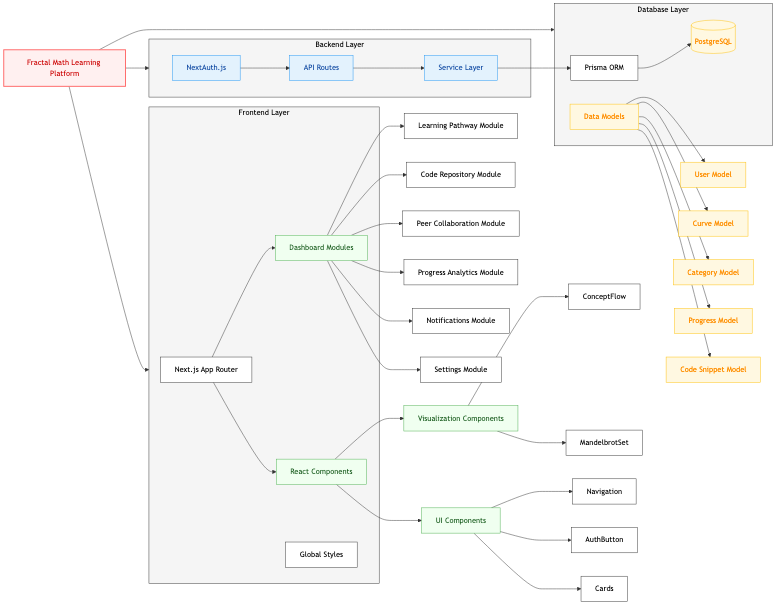 Database Layer
PostgreSQL
Backend Layer
Fractal Math Learning
Platform
NextAuth.js
API Routes
Service Layer
Prisma ORM
Data Models
Frontend Layer
Learning Pathway Module
Code Repository Module
User Model
Peer Collaboration Module
Curve Model
Dashboard Modules
Progress Analytics Module
Category Model
ConceptFlow
Notifications Module
Progress Model
Next.js App Router
Settings Module
Code Snippet Model
Visualization Components
MandelbrotSet
React Components
Navigation
UI Components
AuthButton
Global Styles
Cards